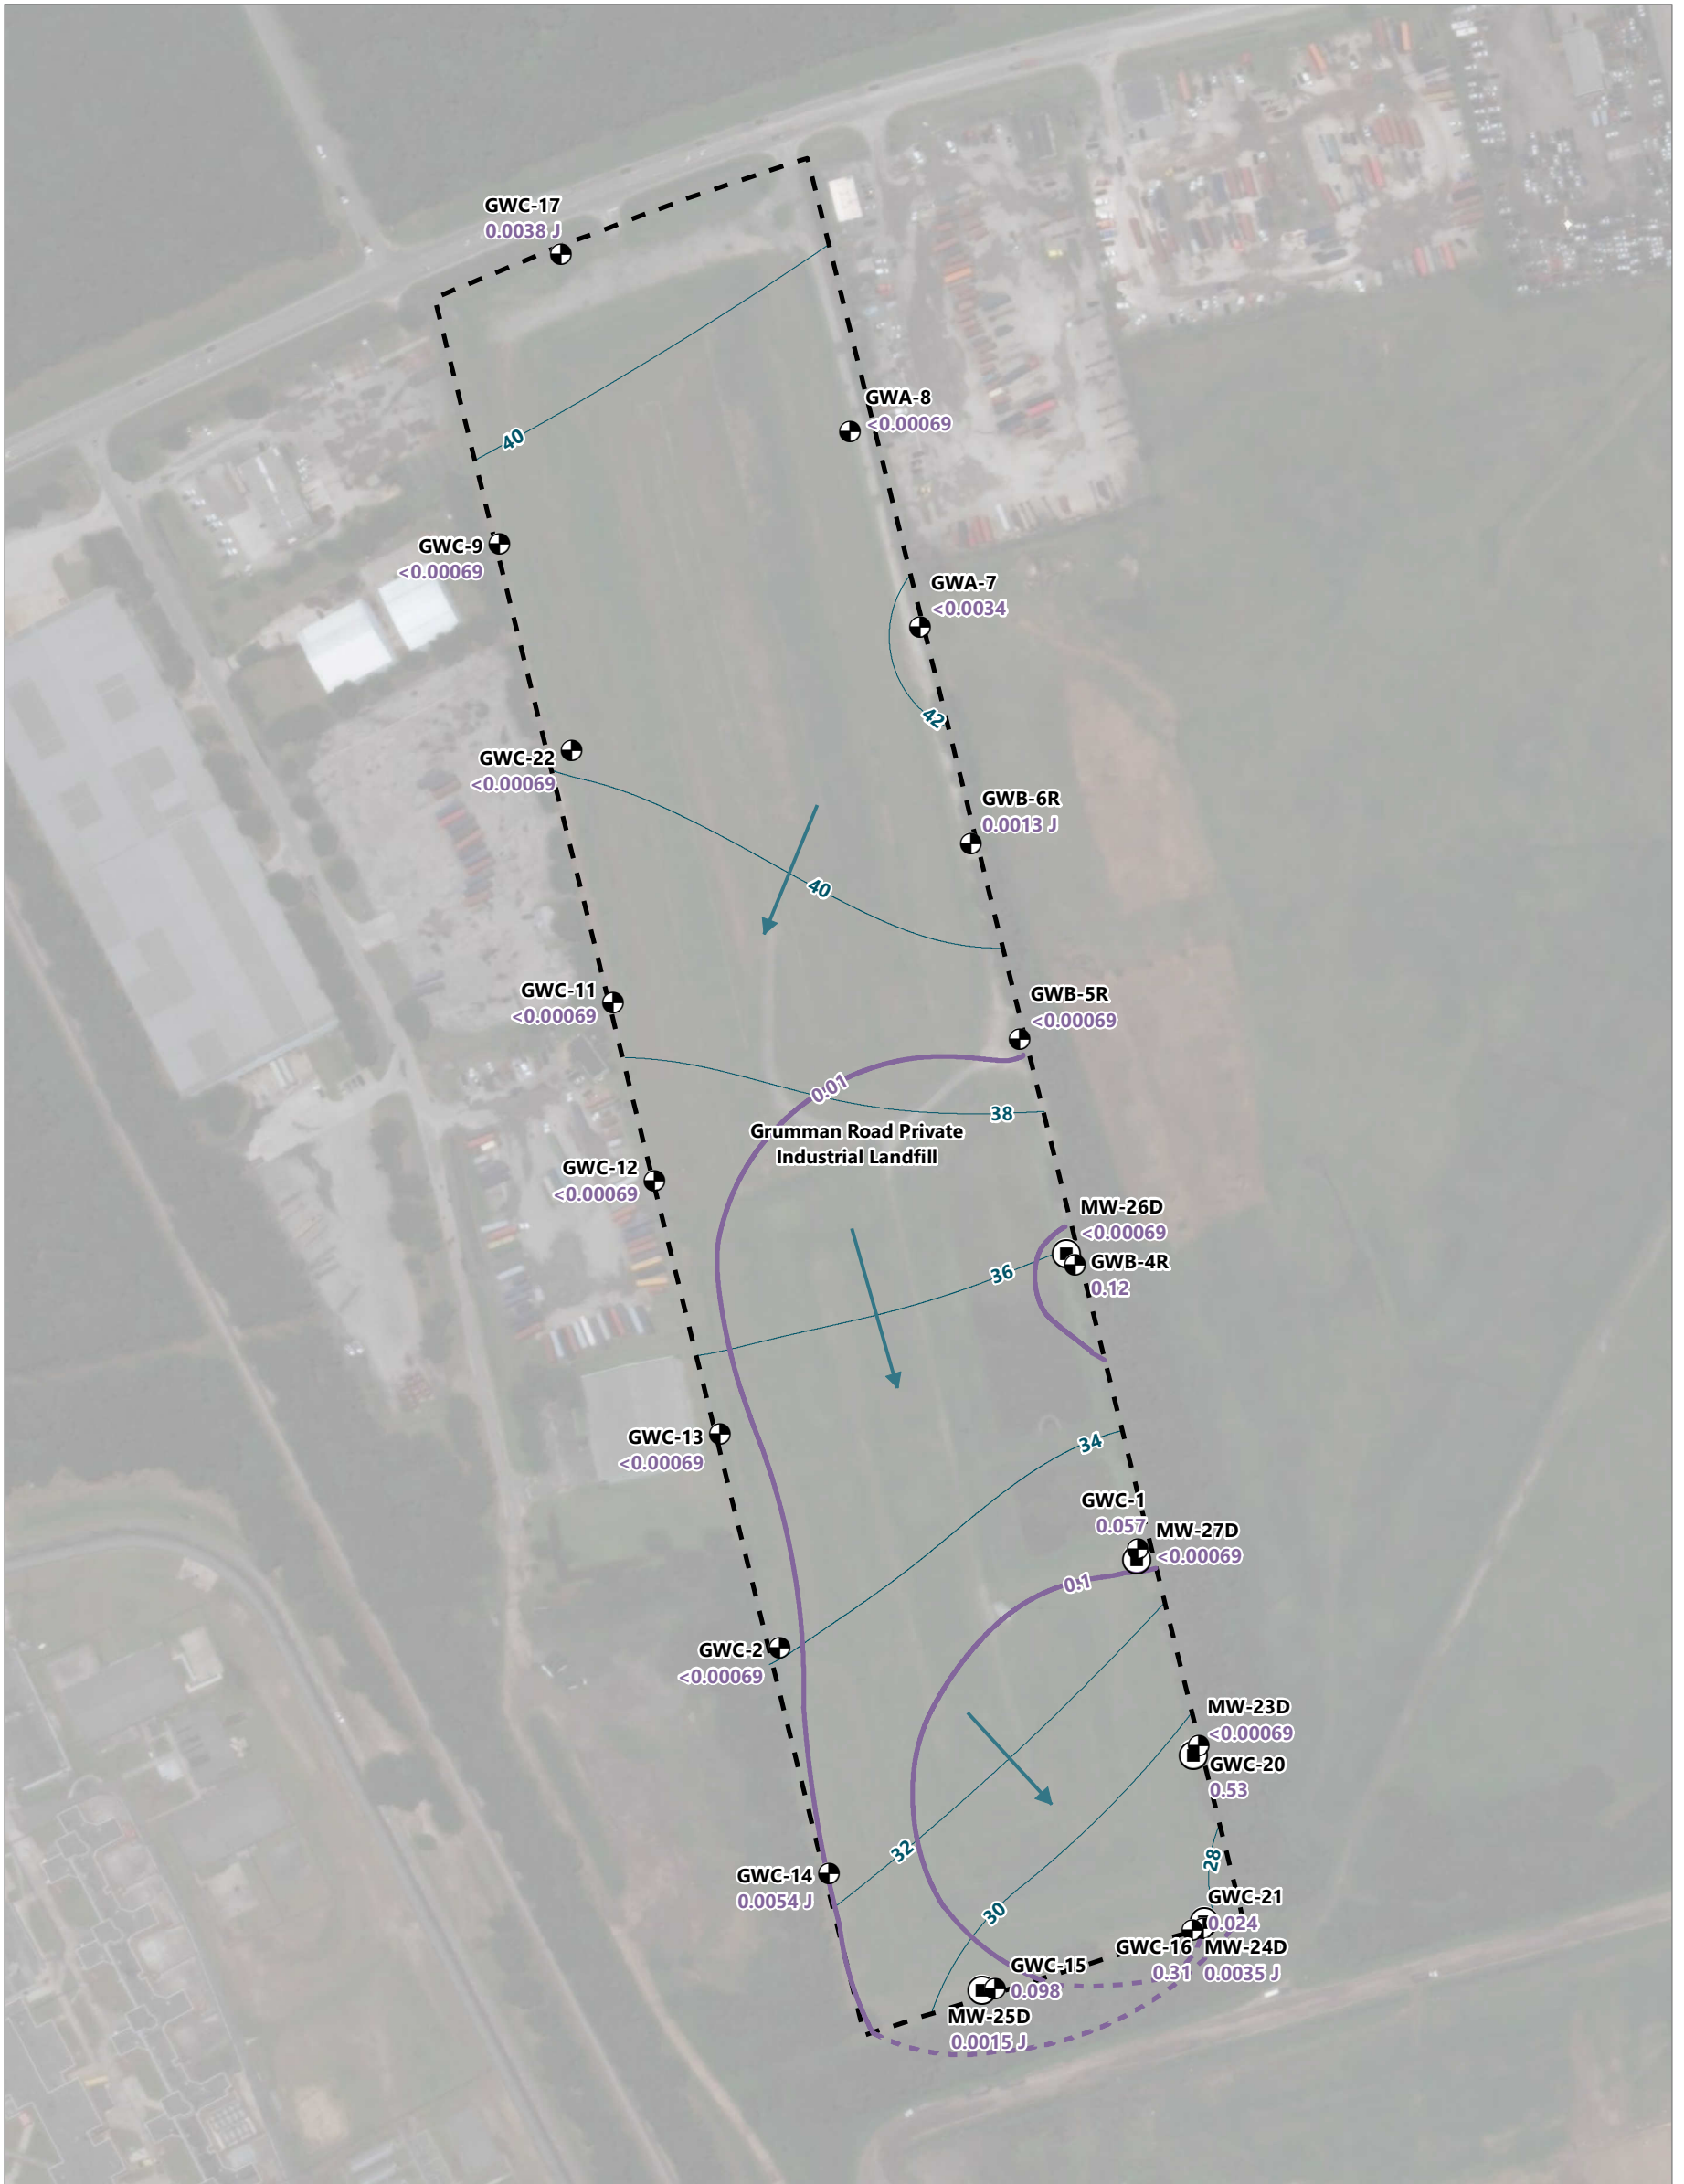 GWC-17
0.0038 J
GWA-8
<0.00069
40
GWC-9
<0.00069
GWA-7
<0.0034
42
GWC-22
<0.00069
GWB-6R
0.0013 J
40
GWC-11
<0.00069
GWB-5R
<0.00069
0.01
38
Grumman Road Private
Industrial Landfill
GWC-12
<0.00069
MW-26D
<0.00069
GWB-4R
0.12
36
GWC-13
<0.00069
34
GWC-1
0.057
MW-27D
<0.00069
0.1
GWC-2
<0.00069
MW-23D
<0.00069
GWC-20
0.53
32
28
GWC-14
0.0054 J
GWC-21
0.024
30
GWC-16
0.31
MW-24D
0.0035 J
GWC-15
0.098
MW-25D
0.0015 J